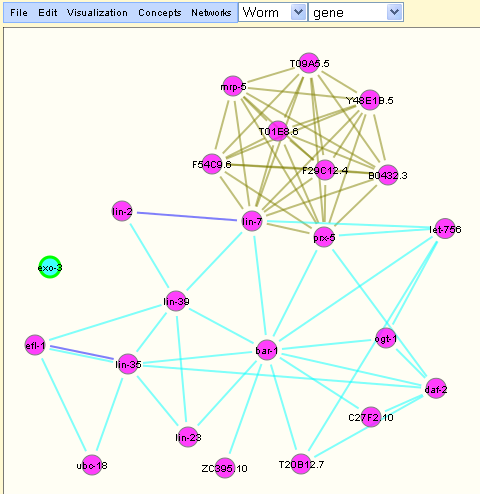 File Edit Visualization Concepts Networks Worm gene
T09A5.5
mrp-5
Y48E1B.5
T01E8.6
F54C9.6
F29C12.4
B0432.3
lin-2
lin-7
let-756
prx-5
exo-3
lin-39
efl-1
ogt-1
bar-1
lin-35
daf-2
C27F2.10
lin-23
ubc-18
ZC395.10
T20B12.7